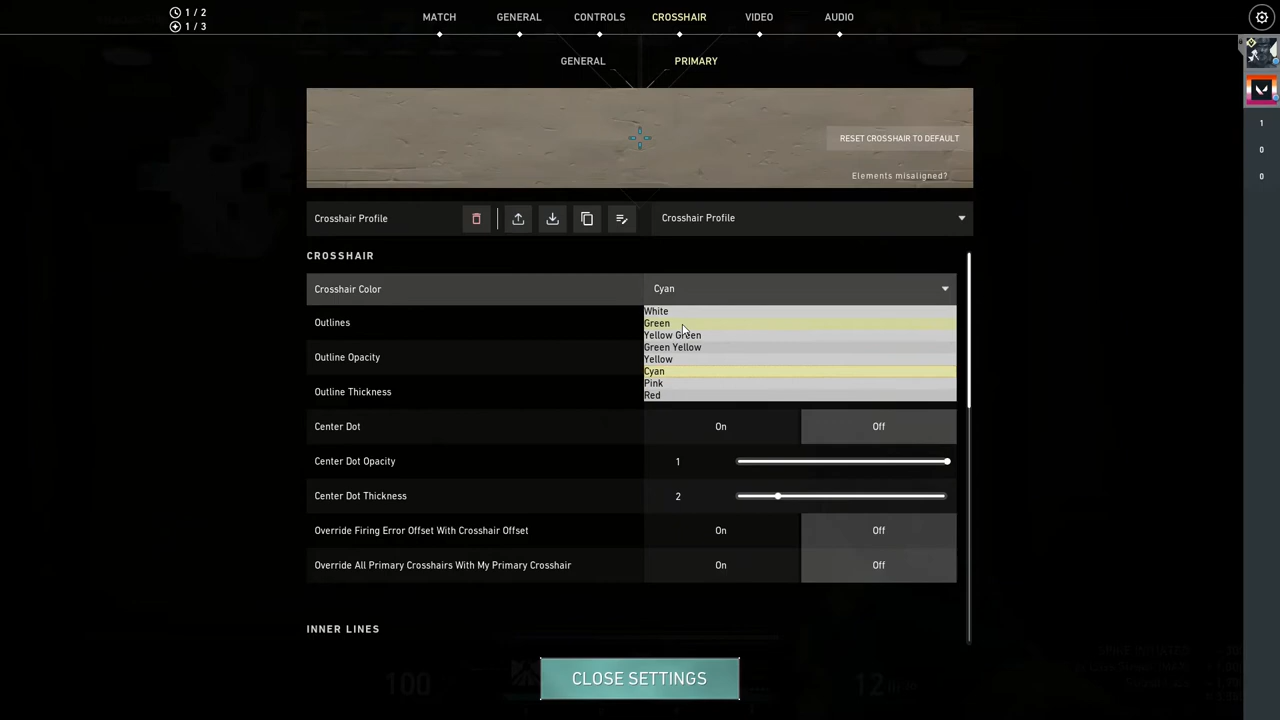 1 / 2
1 / 3
MATCH
GENERAL
CONTROLS
CROSSHAIR
VIDEO
AUDIO
GENERAL
PRIMARY
RESET CROSSHAIR TO DEFAULT
Elements misaligned?
Crosshair Profile
Crosshair Profile
CROSSHAIR
Crosshair Color
Cyan
White
Green
Yellow Green
Green Yellow
Yellow
Cyan
Pink
Red
Outlines
Outline Opacity
Outline Thickness
Center Dot
On
Off
Center Dot Opacity
1
Center Dot Thickness
2
Override Firing Error Offset With Crosshair Offset
On
Off
Override All Primary Crosshairs With My Primary Crosshair
On
Off
INNER LINES
CLOSE SETTINGS
100
12
1
0
0